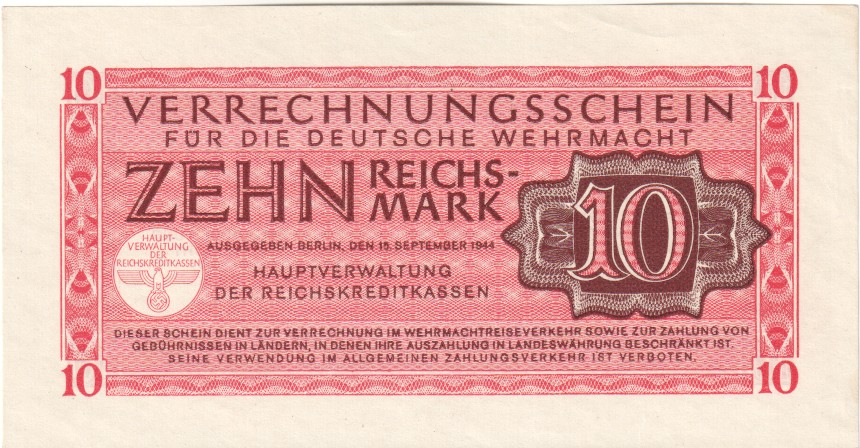 10 10
VERRECHNUNGSSCHEIN
FÜR DIE DEUTSCHE WEHRMACHT
ZEHN REICHS-
MARK
10
AUSGEGEBEN BERLIN, DEN 15. SEPTEMBER 1944
HAUPTVERWALTUNG
DER REICHSKREDITKASSEN
HAUPT-
VERWALTUNG
DER
REICHSKREDITKASSEN
DIESER SCHEIN DIENT ZUR VERRECHNUNG IM WEHRMACHTREISEVERKEHR SOWIE ZUR ZAHLUNG VON
GEBÜHRNISSEN IN LÄNDERN, IN DENEN IHRE AUSZAHLUNG IN LANDESWÄHRUNG BESCHRÄNKT IST.
SEINE VERWENDUNG IM ALLGEMEINEN ZAHLUNGSVERKEHR IST VERBOTEN.
10 10